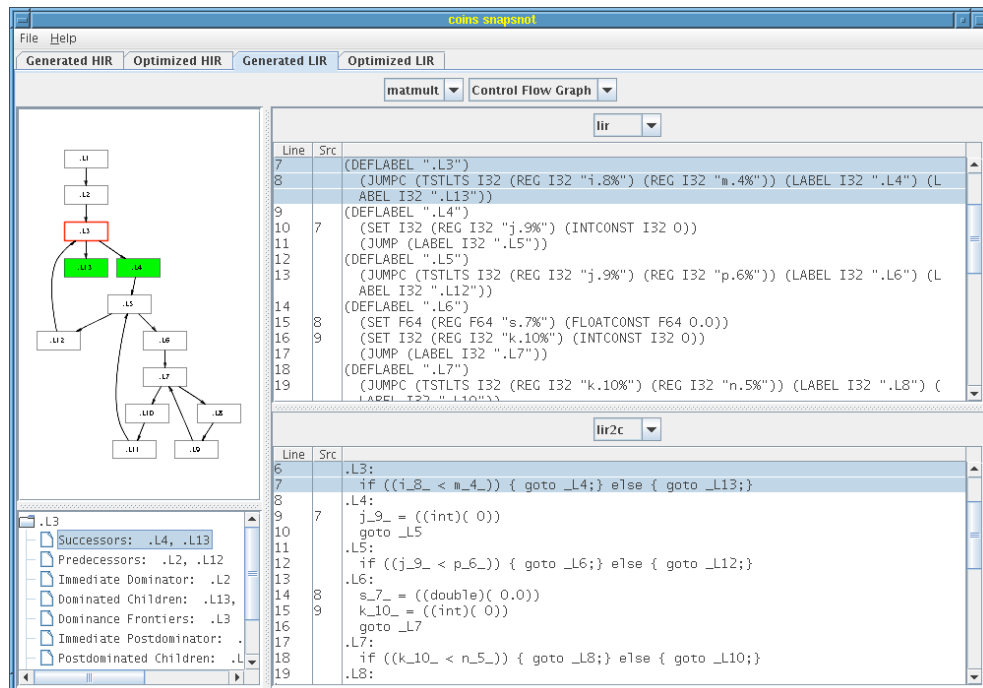 coins snapsnot
File Help
Generated HIR Optimized HIR Generated LIR Optimized LIR
matmult Control Flow Graph
.L1
.L2
.L3
.L13 .L4
.L5
.L12 .L6
.L7
.L10 .L8
.L11 .L9
lir
Line Src
7 (DEFLABEL ".L3")
8 (JUMPC (TSTLTS I32 (REG I32 "i.8%") (REG I32 "m.4%")) (LABEL I32 ".L4") (L
ABEL I32 ".L13"))
9 (DEFLABEL ".L4")
10 7 (SET I32 (REG I32 "j.9%") (INTCONST I32 0))
11 (JUMP (LABEL I32 ".L5"))
12 (DEFLABEL ".L5")
13 (JUMPC (TSTLTS I32 (REG I32 "j.9%") (REG I32 "p.6%")) (LABEL I32 ".L6") (L
ABEL I32 ".L12"))
14 (DEFLABEL ".L6")
15 8 (SET F64 (REG F64 "s.7%") (FLOATCONST F64 0.0))
16 9 (SET I32 (REG I32 "k.10%") (INTCONST I32 0))
17 (JUMP (LABEL I32 ".L7"))
18 (DEFLABEL ".L7")
19 (JUMPC (TSTLTS I32 (REG I32 "k.10%") (REG I32 "n.5%")) (LABEL I32 ".L8") (
LABEL I32 ".L10"))
lir2c
Line Src
6 .L3:
7 if ((i_8_ < m_4_)) { goto _L4;} else { goto _L13;}
8 .L4:
9 7 j_9_ = ((int)( 0))
10 goto _L5
11 .L5:
12 if ((j_9_ < p_6_)) { goto _L6;} else { goto _L12;}
13 .L6:
14 8 s_7_ = ((double)( 0.0))
15 9 k_10_ = ((int)( 0))
16 goto _L7
17 .L7:
18 if ((k_10_ < n_5_)) { goto _L8;} else { goto _L10;}
19 .L8:
.L3
Successors: .L4, .L13
Predecessors: .L2, .L12
Immediate Dominator: .L2
Dominated Children: .L13,
Dominance Frontiers: .L3
Immediate Postdominator: .
Postdominated Children: .L